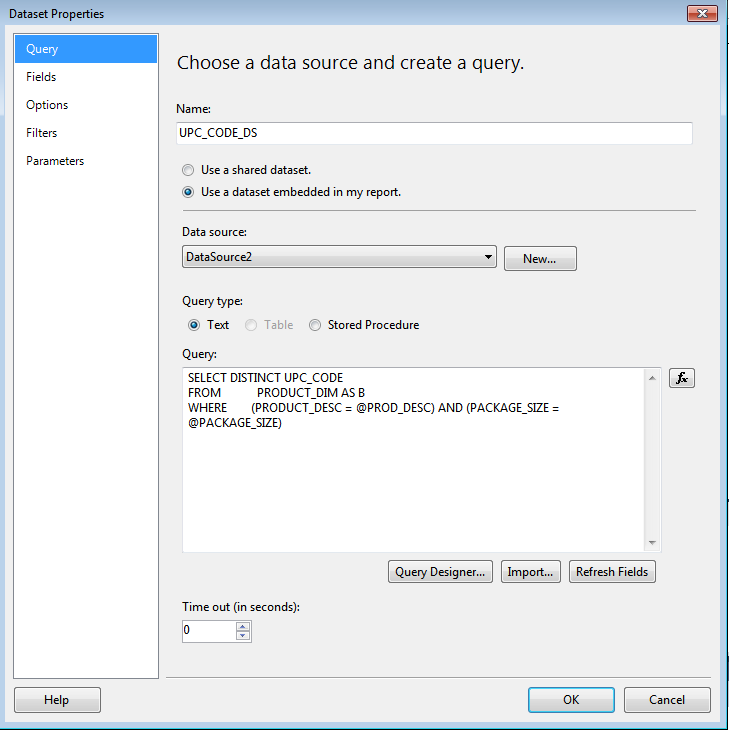 Dataset Properties
Query
Fields
Options
Filters
Parameters
Choose a data source and create a query.
Name:
UPC_CODE_DS
Use a shared dataset.
Use a dataset embedded in my report.
Data source:
DataSource2
New...
Query type:
Text Table Stored Procedure
Query:
SELECT DISTINCT UPC_CODE
FROM PRODUCT_DIM AS B
WHERE (PRODUCT_DESC = @PROD_DESC) AND (PACKAGE_SIZE =
@PACKAGE_SIZE)
fx
Query Designer... Import... Refresh Fields
Time out (in seconds):
0
Help OK Cancel